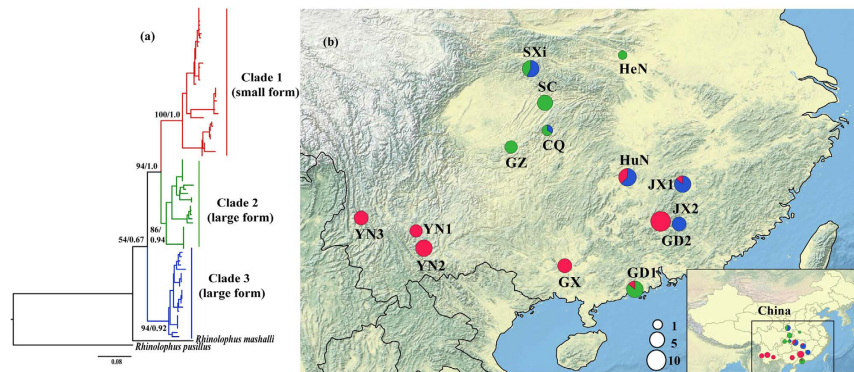 (a)
Clade 1
(small form)
100/1.0
94/1.0
Clade 2
(large form)
86/
0.94
54/0.67
Clade 3
(large form)
94/0.92
Rhinolophus mashalli
Rhinolophus pusillus
0.08
(b)
SXi
HeN
SC
CQ
GZ
HuN
JX1
JX2
YN3
YN1
GD2
YN2
GX
GD1
China
1
5
10